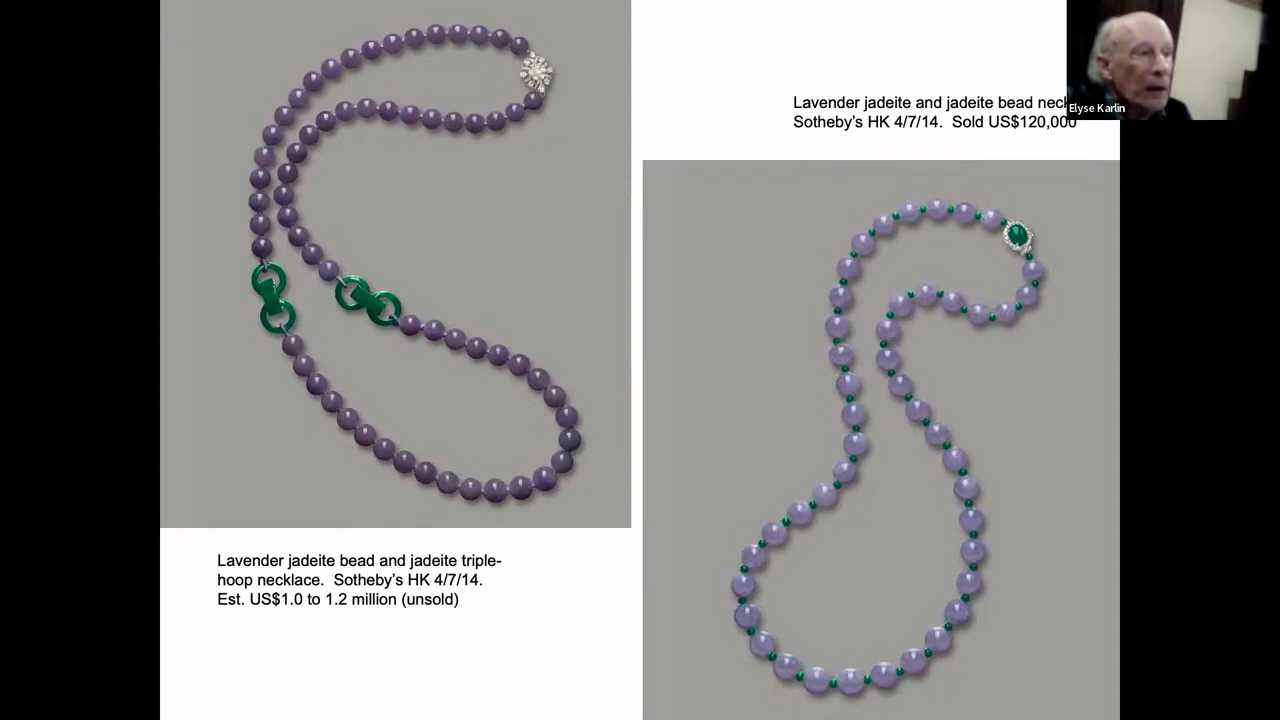 Lavender jadeite and jadeite bead
Sotheby's HK 4/7/14.  Sold US$120,000
Elyse Karlin
Lavender jadeite bead and jadeite triple-
hoop necklace.  Sotheby's HK 4/7/14.
Est. US$1.0 to 1.2 million (unsold)